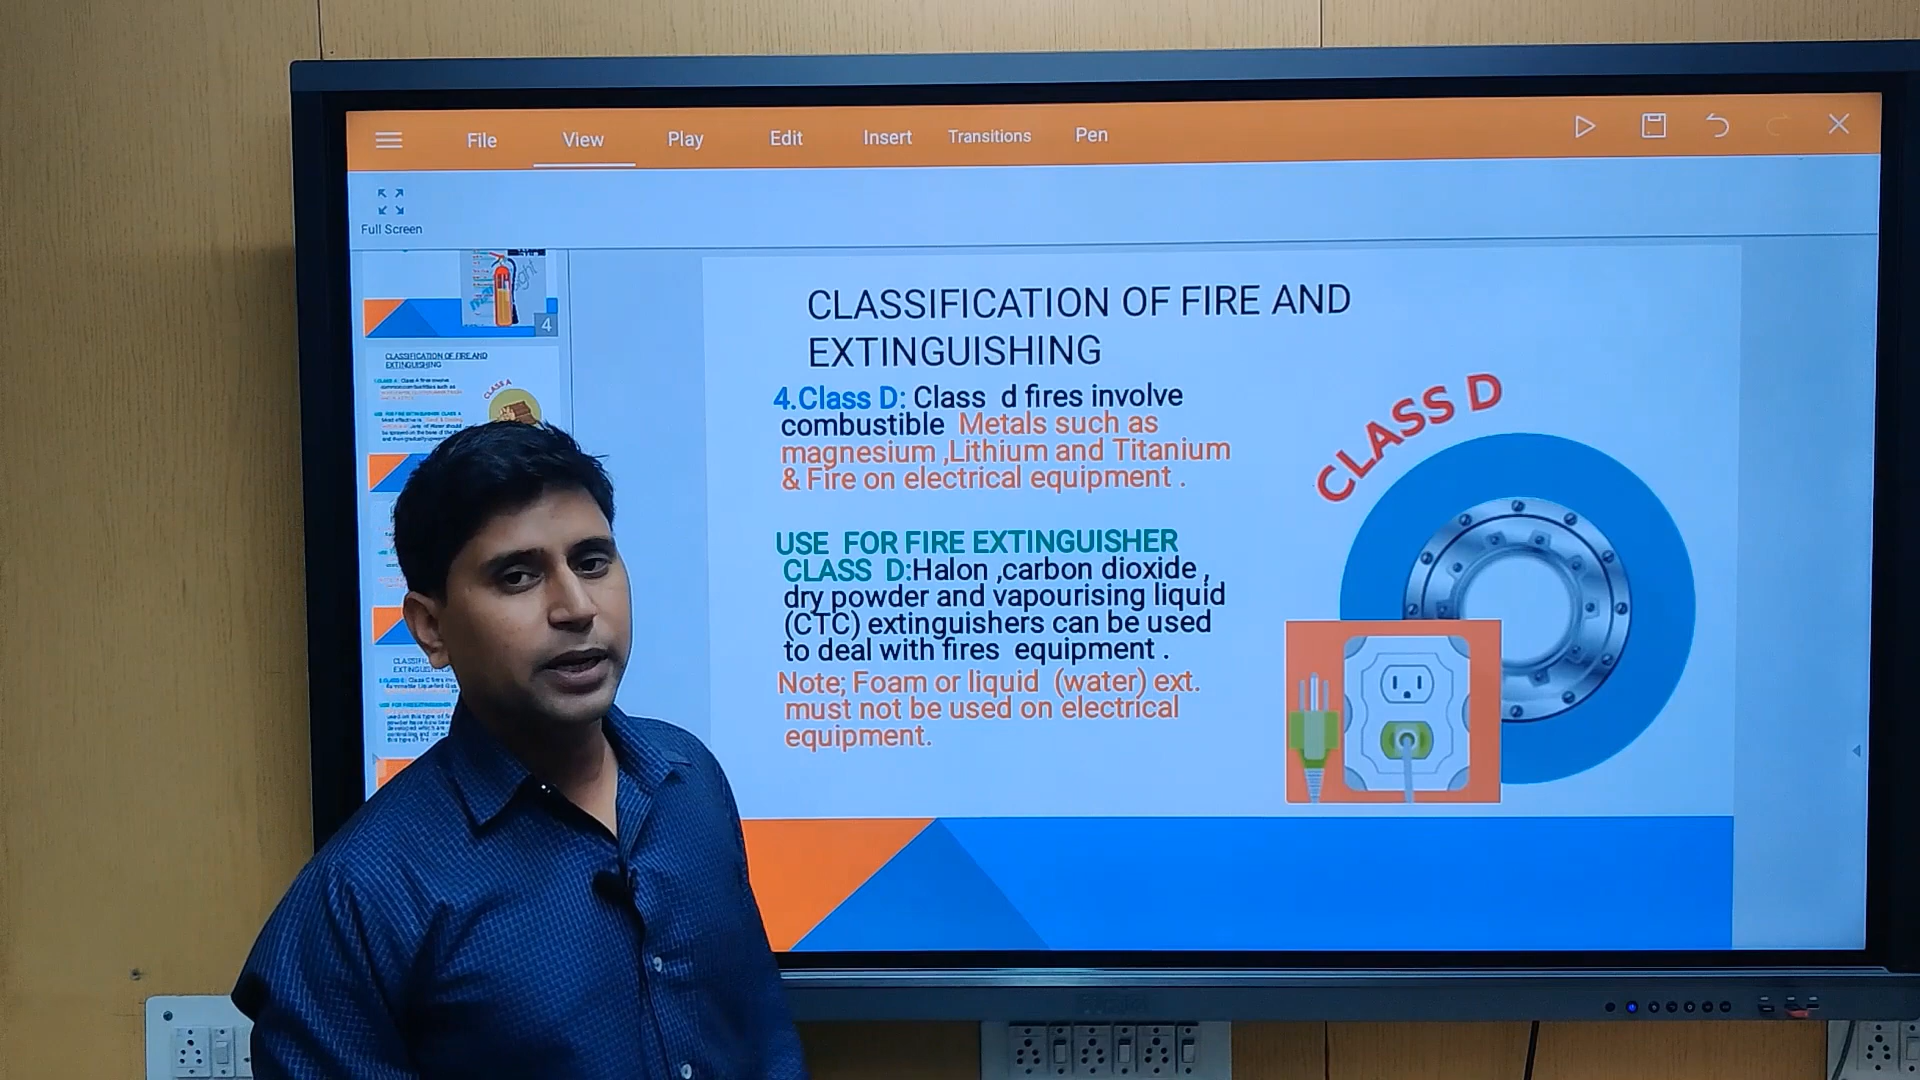 File View Play Edit Insert Transitions Pen
Full Screen
4
CLASSIFICATION OF FIRE AND
EXTINGUISHING
CLASS A
CLASSIFICATION OF FIRE AND
EXTINGUISHING
4.Class D: Class d fires involve
combustible Metals such as
magnesium ,Lithium and Titanium
& Fire on electrical equipment .
USE FOR FIRE EXTINGUISHER
CLASS D:Halon ,carbon dioxide ,
dry powder and vapourising liquid
(CTC) extinguishers can be used
to deal with fires equipment .
Note; Foam or liquid (water) ext.
must not be used on electrical
equipment.
CLASS D